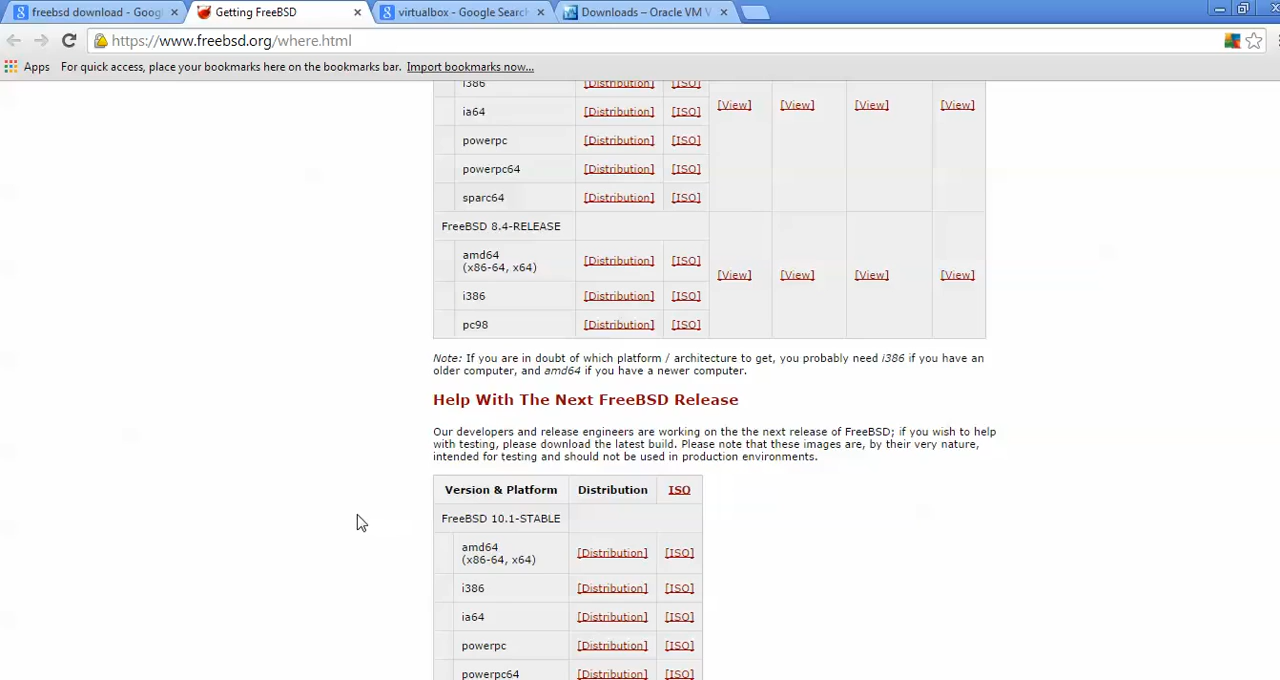 freebsd download - Goog
Getting FreeBSD
virtualbox - Google Search
Downloads – Oracle VM V
https://www.freebsd.org/where.html
Apps For quick access, place your bookmarks here on the bookmarks bar. Import bookmarks now...
i386 [Distribution] [ISO]
[View] [View] [View] [View]
ia64 [Distribution] [ISO]
powerpc [Distribution] [ISO]
powerpc64 [Distribution] [ISO]
sparc64 [Distribution] [ISO]
FreeBSD 8.4-RELEASE
amd64
(x86-64, x64) [Distribution] [ISO]
[View] [View] [View] [View]
i386 [Distribution] [ISO]
pc98 [Distribution] [ISO]
Note: If you are in doubt of which platform / architecture to get, you probably need i386 if you have an
older computer, and amd64 if you have a newer computer.
Help With The Next FreeBSD Release
Our developers and release engineers are working on the the next release of FreeBSD; if you wish to help
with testing, please download the latest build. Please note that these images are, by their very nature,
intended for testing and should not be used in production environments.
Version & Platform Distribution ISO
FreeBSD 10.1-STABLE
amd64
(x86-64, x64) [Distribution] [ISO]
i386 [Distribution] [ISO]
ia64 [Distribution] [ISO]
powerpc [Distribution] [ISO]
powerpc64 [Distribution] [ISO]